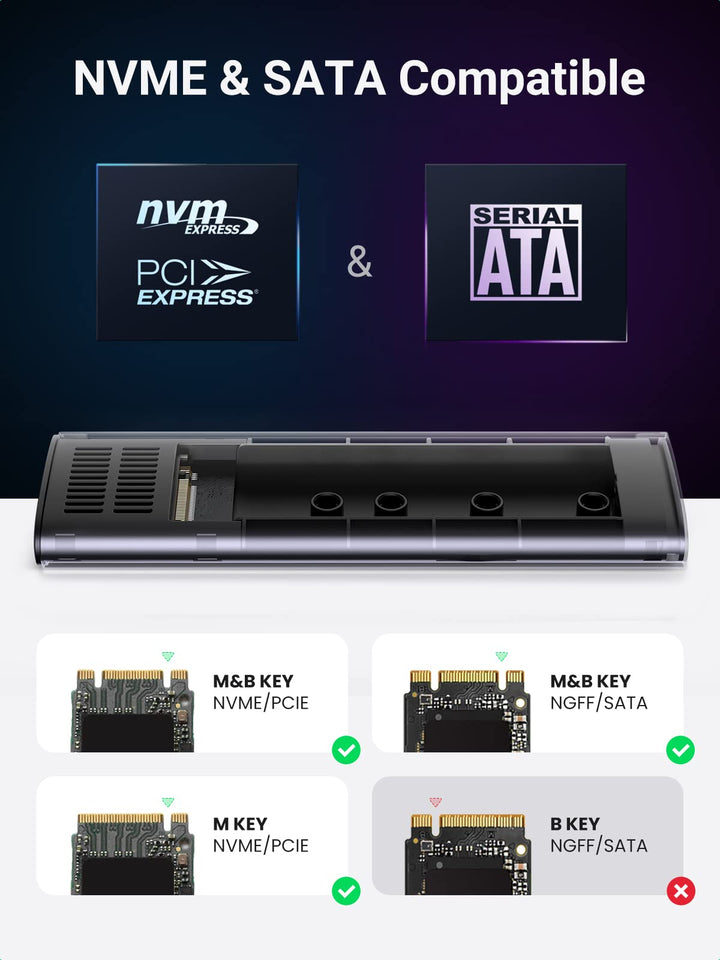 NVME & SATA Compatible
nvm
EXPRESS
PCI
EXPRESS®
&
SERIAL
ATA
M&B KEY
NVME/PCIE
M&B KEY
NGFF/SATA
M KEY
NVME/PCIE
B KEY
NGFF/SATA